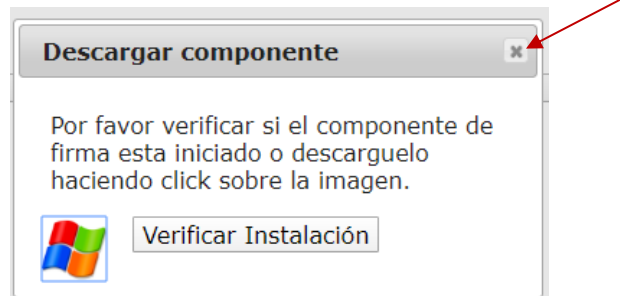 Descargar componente
Por favor verificar si el componente de
firma esta iniciado o descarguelo
haciendo click sobre la imagen.
Verificar Instalación